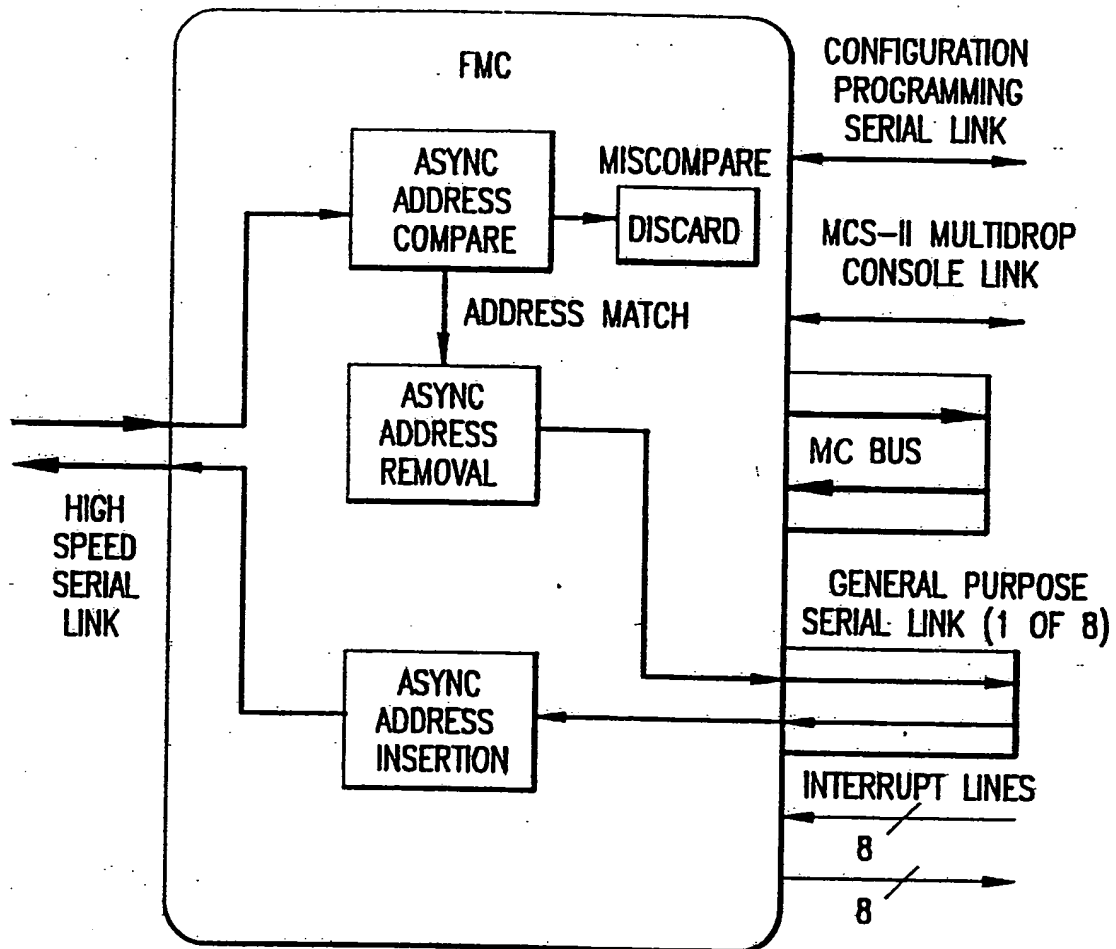 FMC
CONFIGURATION
PROGRAMMING
SERIAL LINK
ASYNC
ADDRESS
COMPARE
MISCOMPARE
DISCARD
MCS-II MULTIDROP
CONSOLE LINK
ADDRESS MATCH
ASYNC
ADDRESS
REMOVAL
MC BUS
HIGH
SPEED
SERIAL
LINK
GENERAL PURPOSE
SERIAL LINK (1 OF 8)
ASYNC
ADDRESS
INSERTION
INTERRUPT LINES
8
8